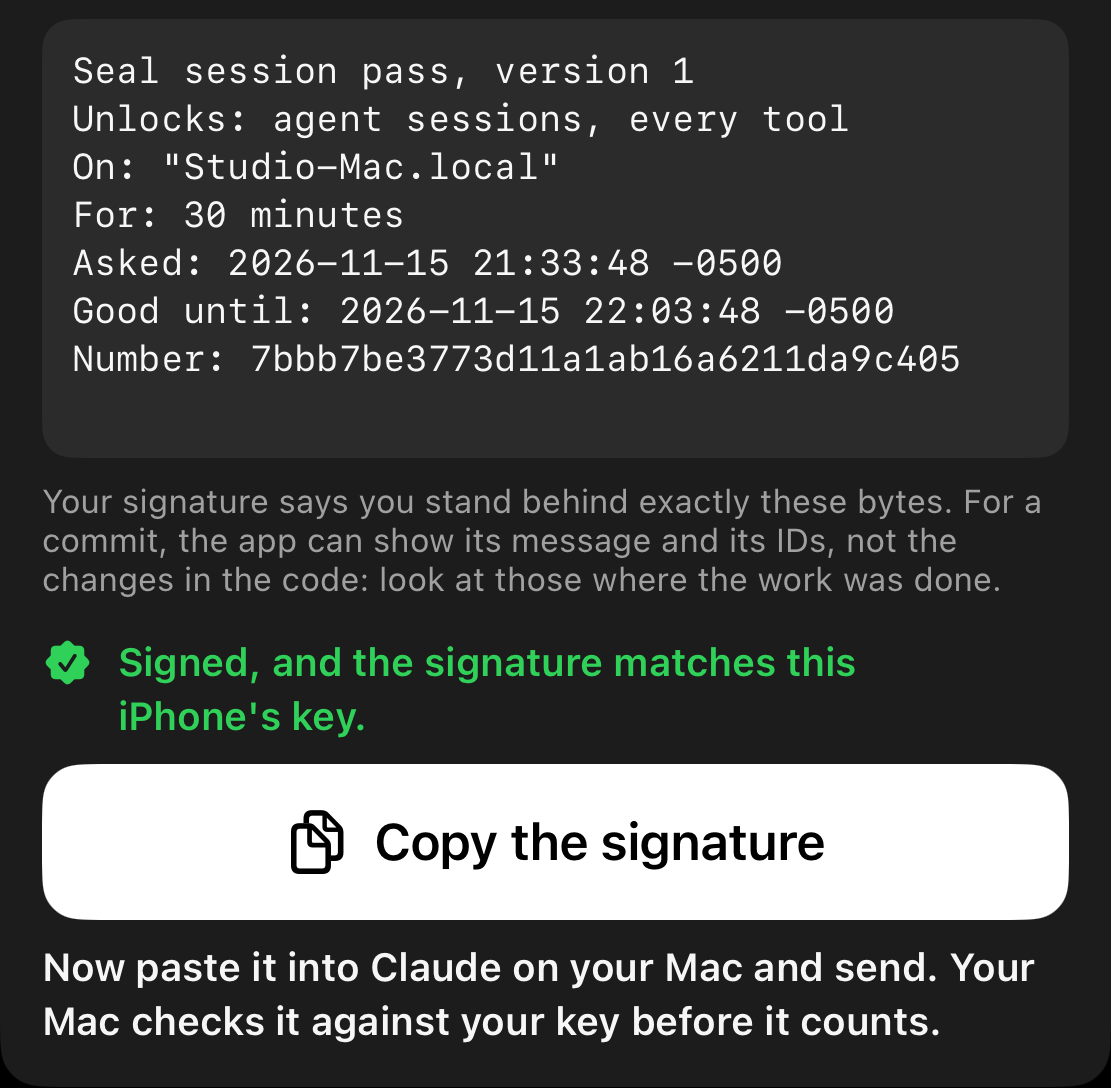 Seal session pass, version 1
Unlocks: agent sessions, every tool
On: "Studio-Mac.local"
For: 30 minutes
Asked: 2026-11-15 21:33:48 -0500
Good until: 2026-11-15 22:03:48 -0500
Number: 7bbb7be3773d11a1ab16a6211da9c405
Your signature says you stand behind exactly these bytes. For a
commit, the app can show its message and its IDs, not the
changes in the code: look at those where the work was done.
Signed, and the signature matches this
iPhone's key.
Copy the signature
Now paste it into Claude on your Mac and send. Your
Mac checks it against your key before it counts.